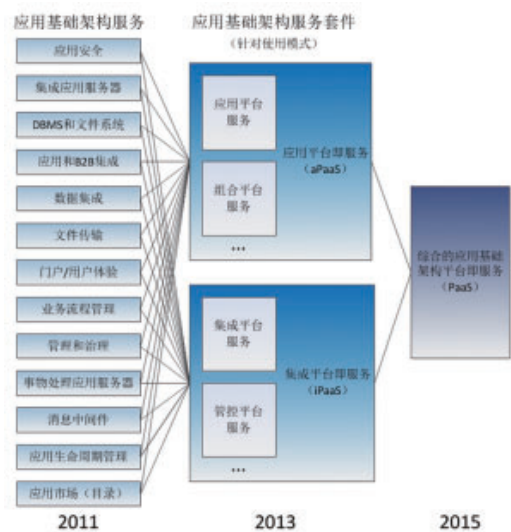 应用基础架构服务
应用安全
集成应用服务器
DBMS和文件系统
应用和B2B集成
数据集成
文件传输
门户/用户体验
业务流程管理
管理和治理
事物处理应用服务器
消息中间件
应用生命周期管理
应用市场（目录）
2011
应用基础架构服务套件
（针对使用模式）
应用平台
服务
组合平台
服务
...
应用平台即服务
（aPaaS）
集成平台
服务
管控平台
服务
...
集成平台即服务
（iPaaS）
2013
综合的应用基础
架构平台即服务
（PaaS）
2015